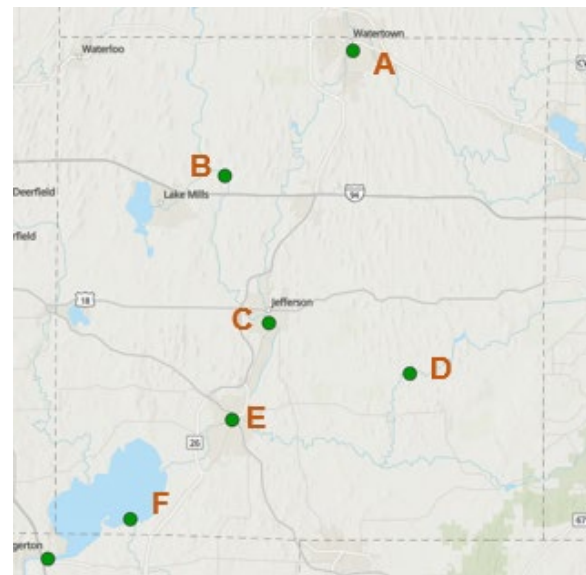 Watertown
Waterloo
A
B
Deerfield
Lake Mills
94
rfield
18
Jefferson
C
D
E
26
F
67
gerton